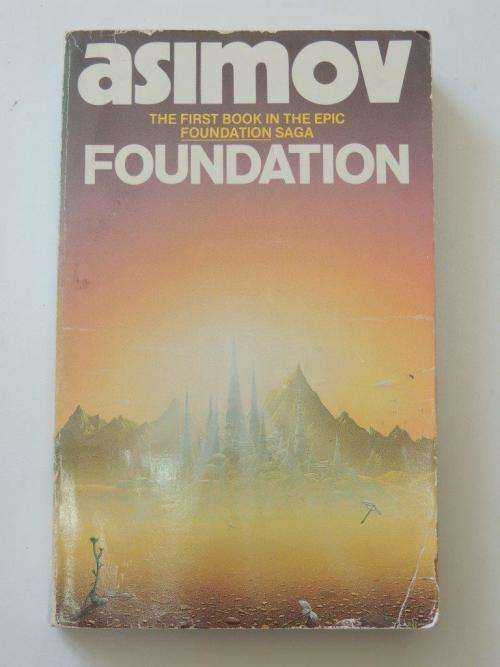 asimov
THE FIRST BOOK IN THE EPIC
FOUNDATION SAGA
FOUNDATION